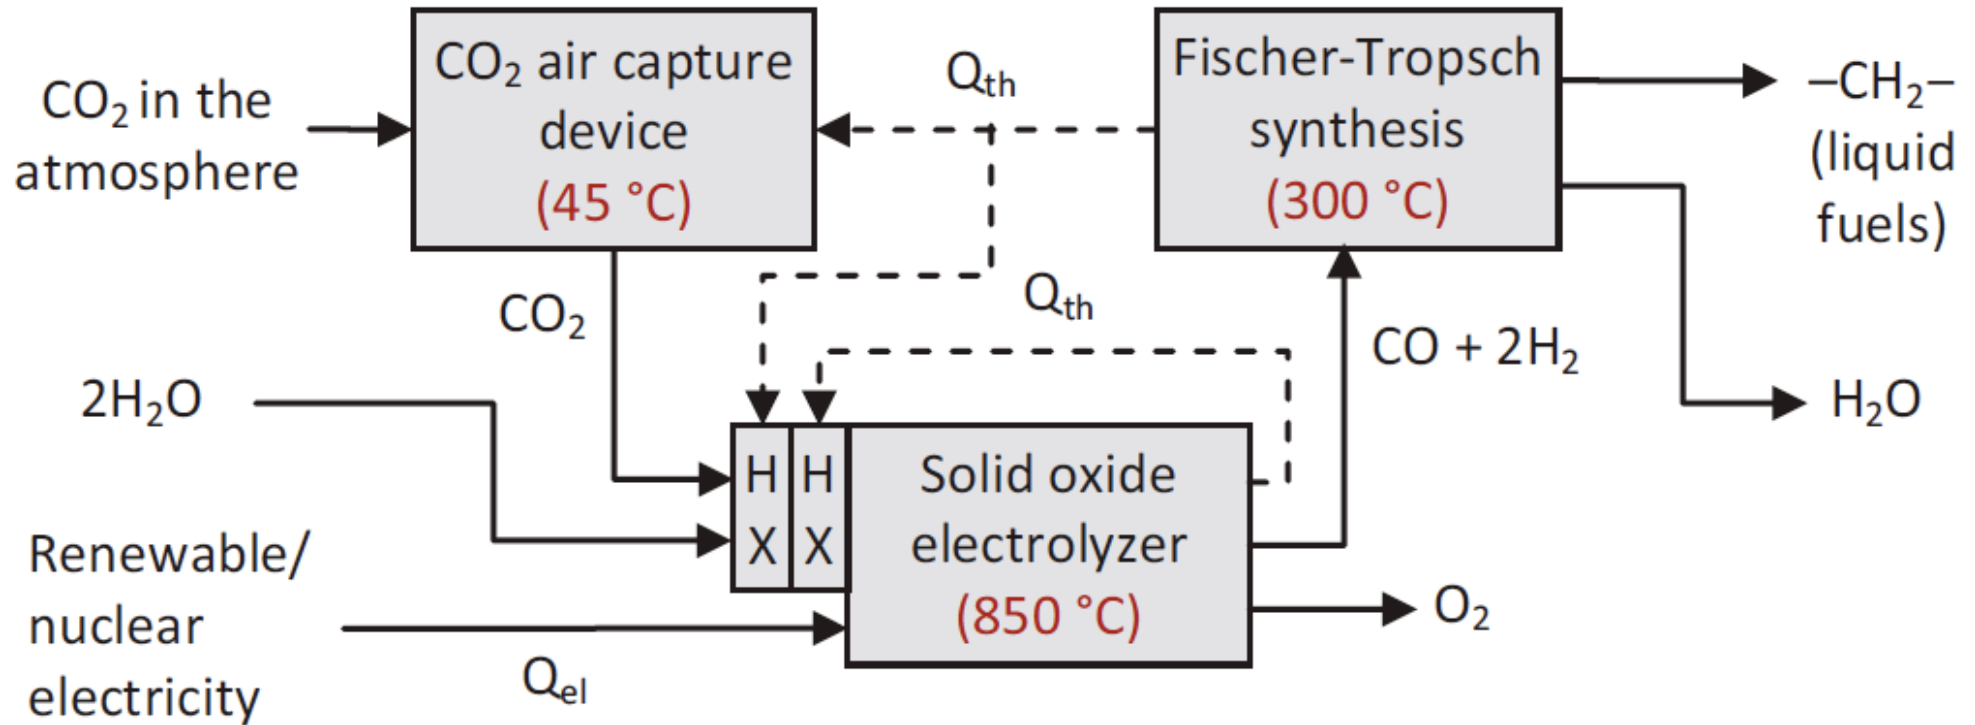 CO₂ in the
atmosphere
CO₂ air capture
device
(45 °C)
Qth
Fischer-Tropsch
synthesis
(300 °C)
–CH₂–
(liquid
fuels)
CO₂
Qth
CO + 2H₂
2H₂O
H₂O
H
X
H
X
Solid oxide
electrolyzer
(850 °C)
O₂
Renewable/
nuclear
electricity
Qel